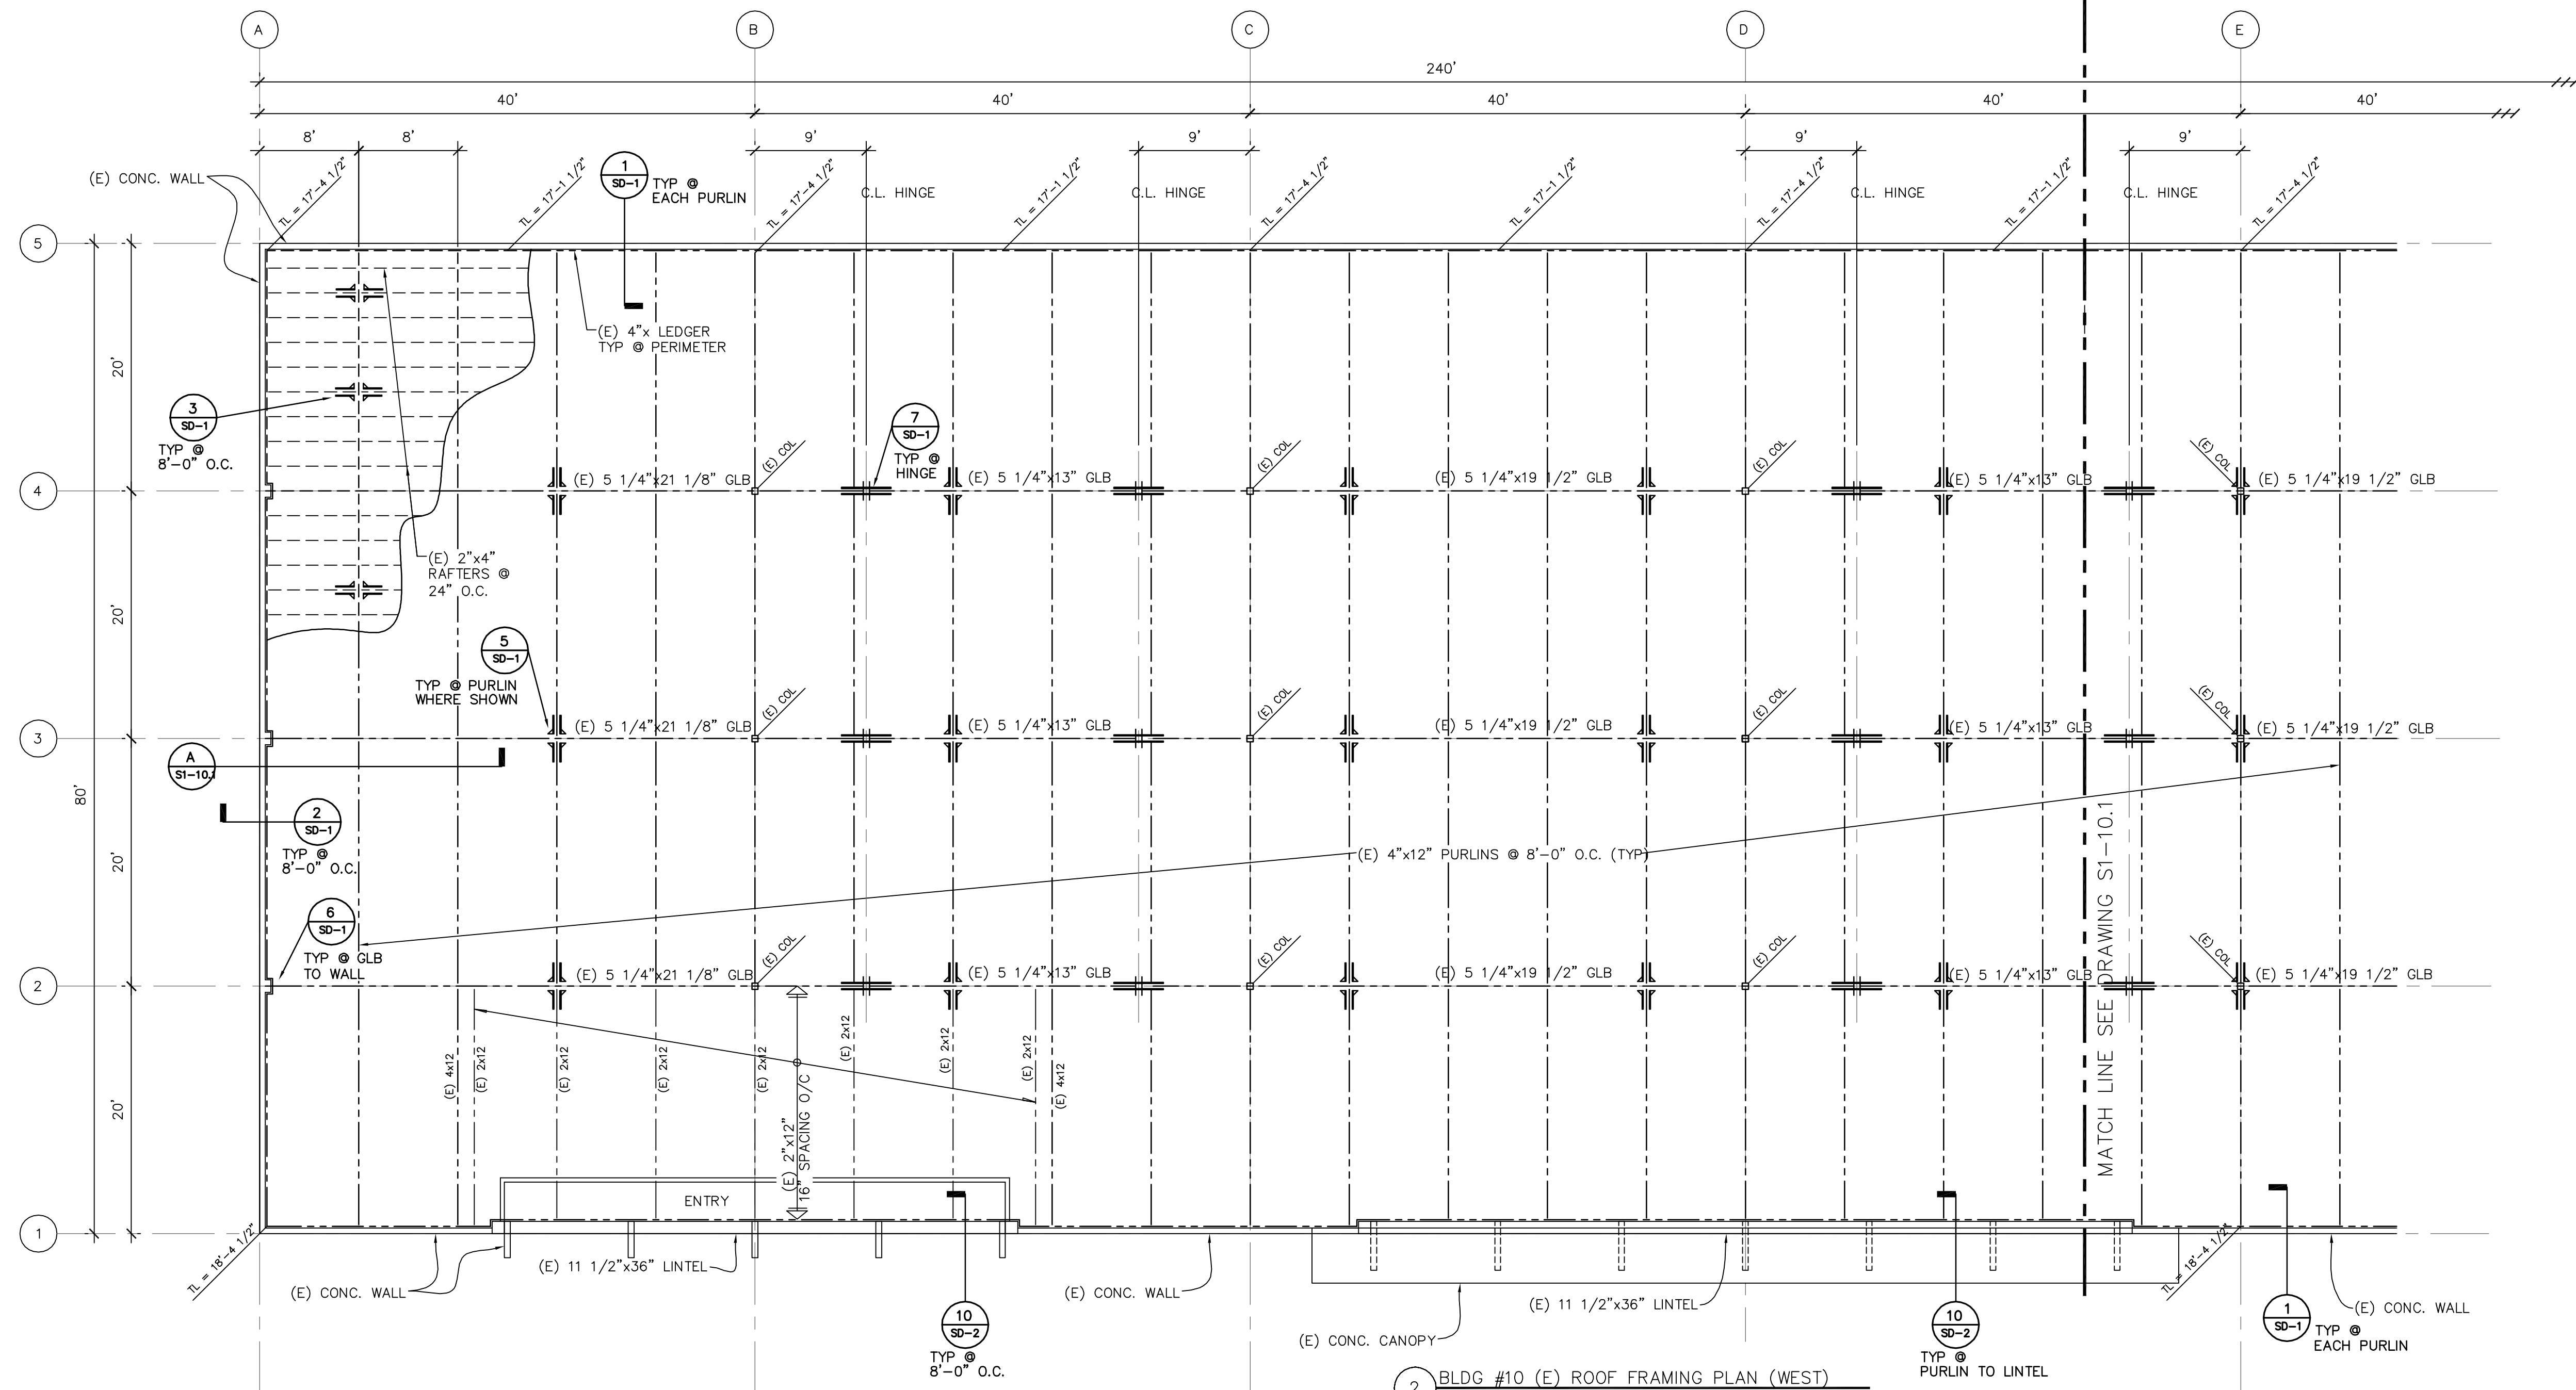 A
B
C
D
E
240'
40'
40'
40'
40'
40'
8'
8'
9'
9'
9'
9'
(E) CONC. WALL
TL = 17'-4 1/2"
TL = 17'-1 1/2"
1
SD-1
TYP @
EACH PURLIN
TL = 17'-4 1/2"
C.L. HINGE
TL = 17'-1 1/2"
C.L. HINGE
TL = 17'-4 1/2"
TL = 17'-1 1/2"
TL = 17'-4 1/2"
C.L. HINGE
TL = 17'-1 1/2"
C.L. HINGE
TL = 17'-4 1/2"
5
20'
(E) 4"x LEDGER
TYP @ PERIMETER
3
SD-1
TYP @
8'-0" O.C.
7
SD-1
TYP @
HINGE
(E) COL
(E) COL
(E) COL
(E) COL
4
(E) 5 1/4"x21 1/8" GLB
(E) 5 1/4"x13" GLB
(E) 5 1/4"x19 1/2" GLB
(E) 5 1/4"x13" GLB
(E) 5 1/4"x19 1/2" GLB
(E) 2"x4"
RAFTERS @
24" O.C.
20'
5
SD-1
TYP @ PURLIN
WHERE SHOWN
(E) COL
(E) COL
(E) COL
(E) COL
3
(E) 5 1/4"x21 1/8" GLB
(E) 5 1/4"x13" GLB
(E) 5 1/4"x19 1/2" GLB
(E) 5 1/4"x13" GLB
(E) 5 1/4"x19 1/2" GLB
A
S1-10.1
80'
2
SD-1
TYP @
8'-0" O.C.
20'
(E) 4"x12" PURLINS @ 8'-0" O.C. (TYP)
6
SD-1
TYP @ GLB
TO WALL
(E) COL
(E) COL
(E) COL
(E) COL
2
(E) 5 1/4"x21 1/8" GLB
(E) 5 1/4"x13" GLB
(E) 5 1/4"x19 1/2" GLB
(E) 5 1/4"x13" GLB
(E) 5 1/4"x19 1/2" GLB
MATCH LINE SEE DRAWING S1-10.1
20'
(E) 4x12
(E) 2x12
(E) 2x12
(E) 2x12
(E) 2x12
(E) 2x12
(E) 2x12
(E) 2x12
(E) 4x12
(E) 2"x12"
16" SPACING O/C
ENTRY
1
TL = 18'-4 1/2"
TL = 18'-4 1/2"
(E) CONC. WALL
(E) 11 1/2"x36" LINTEL
10
SD-2
TYP @
8'-0" O.C.
(E) CONC. WALL
(E) CONC. CANOPY
(E) 11 1/2"x36" LINTEL
10
SD-2
TYP @
PURLIN TO LINTEL
1
SD-1
TYP @
EACH PURLIN
(E) CONC. WALL
2
BLDG #10 (E) ROOF FRAMING PLAN (WEST)